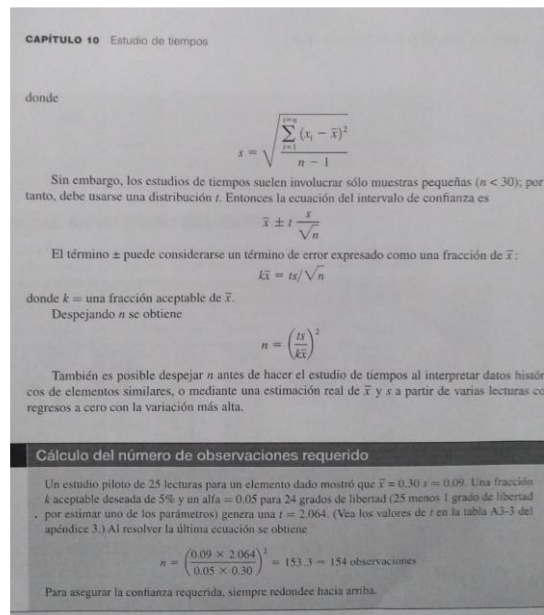 CAPÍTULO 10 Estudio de tiempos
donde
s = √( Σ_{i=1}^{i=n} (x_i − x̄)² / (n − 1) )
Sin embargo, los estudios de tiempos suelen involucrar sólo muestras pequeñas (n < 30); por
tanto, debe usarse una distribución t. Entonces la ecuación del intervalo de confianza es
x̄ ± t s/√n
El término ± puede considerarse un término de error expresado como una fracción de x̄:
kx̄ = ts/√n
donde k = una fracción aceptable de x̄.
Despejando n se obtiene
n = (ts/kx̄)²
También es posible despejar n antes de hacer el estudio de tiempos al interpretar datos histór
cos de elementos similares, o mediante una estimación real de x̄ y s a partir de varias lecturas co
regresos a cero con la variación más alta.
Cálculo del número de observaciones requerido
Un estudio piloto de 25 lecturas para un elemento dado mostró que x̄ = 0.30 s = 0.09. Una fracción
k aceptable deseada de 5% y un alfa = 0.05 para 24 grados de libertad (25 menos 1 grado de libertad
por estimar uno de los parámetros) genera una t = 2.064. (Vea los valores de t en la tabla A3-3 del
apéndice 3.) Al resolver la última ecuación se obtiene
n = (0.09 × 2.064 / 0.05 × 0.30)² = 153.3 = 154 observaciones
Para asegurar la confianza requerida, siempre redondee hacia arriba.